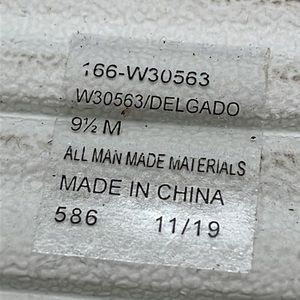 166-W30563
W30563/DELGADO
9½ M
ALL MAN MADE MATERIALS
MADE IN CHINA
586 11/19